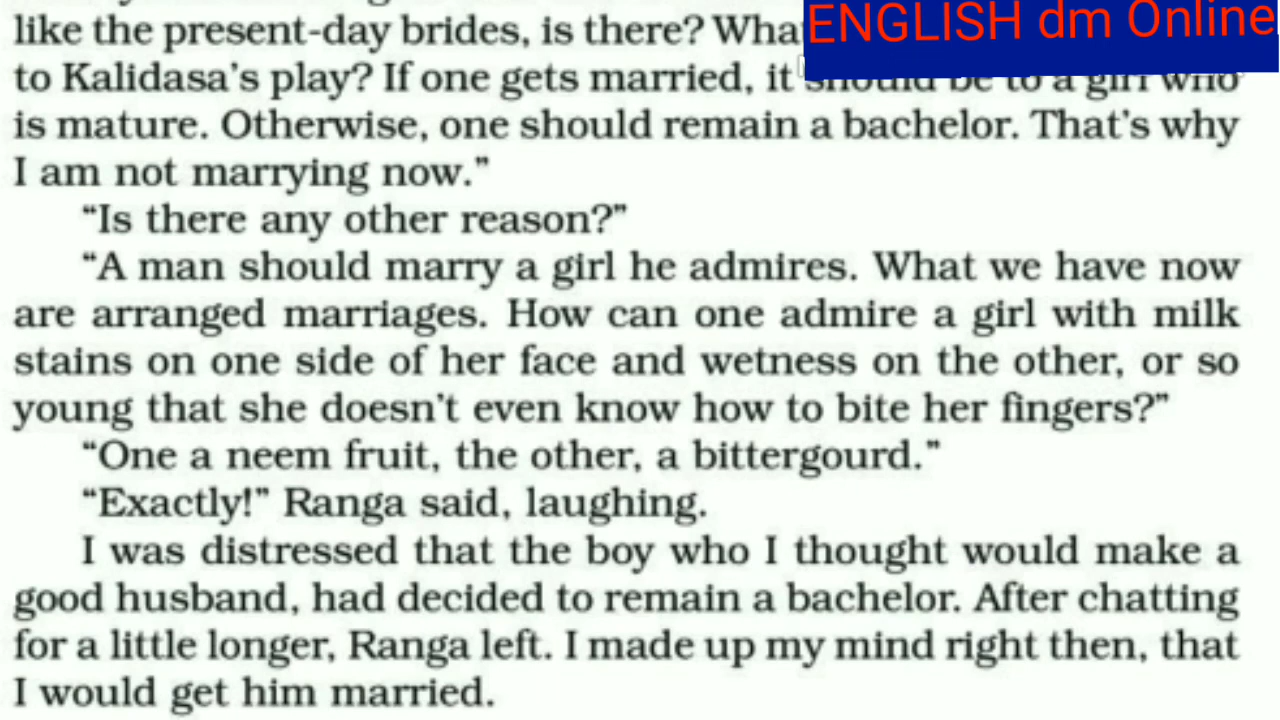 like the present-day brides, is there? Wha
ENGLISH dm Online
to Kalidasa's play? If one gets married, it should be to a girl who
is mature. Otherwise, one should remain a bachelor. That's why
I am not marrying now.”
“Is there any other reason?”
“A man should marry a girl he admires. What we have now
are arranged marriages. How can one admire a girl with milk
stains on one side of her face and wetness on the other, or so
young that she doesn't even know how to bite her fingers?”
“One a neem fruit, the other, a bittergourd.”
“Exactly!” Ranga said, laughing.
I was distressed that the boy who I thought would make a
good husband, had decided to remain a bachelor. After chatting
for a little longer, Ranga left. I made up my mind right then, that
I would get him married.